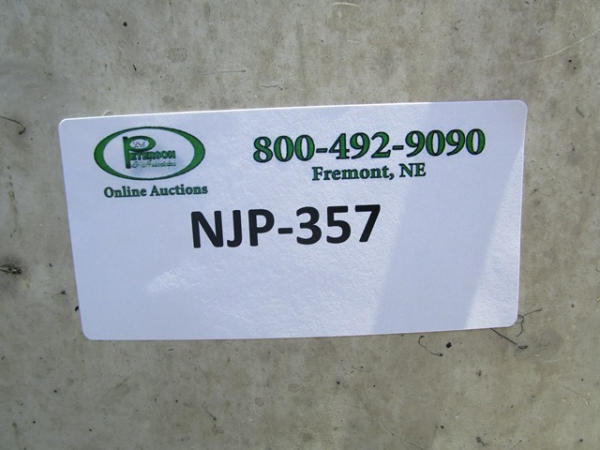 PETERSON
Online Auctions
800-492-9090
Fremont, NE
NJP-357